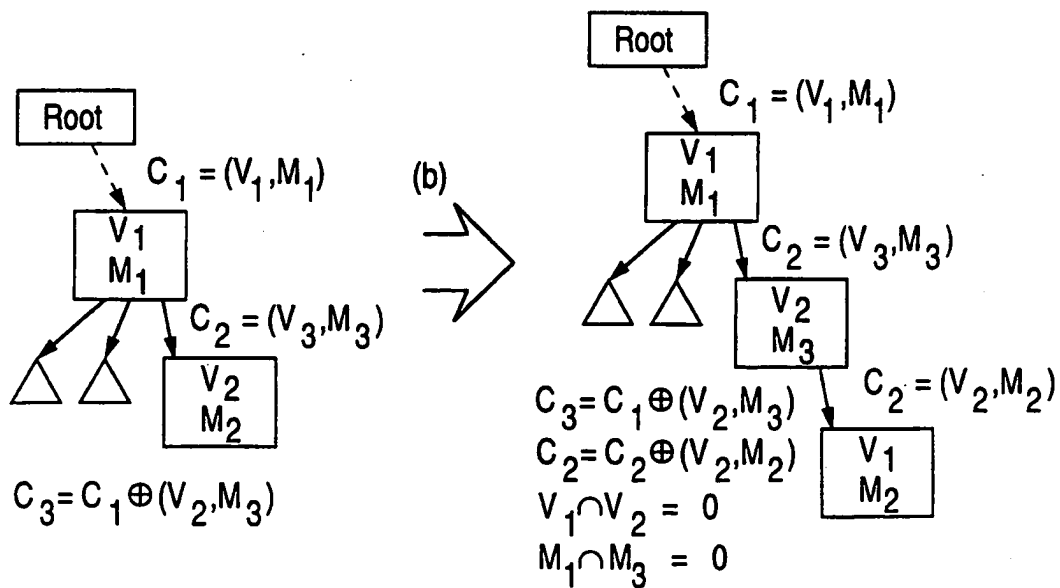 Root
C₁ = (V₁,M₁)
V₁
M₁
C₂ = (V₃,M₃)
V₂
M₂
C₃= C₁⊕(V₂,M₃)
(b)
Root
C₁ = (V₁,M₁)
V₁
M₁
C₂ = (V₃,M₃)
V₂
M₃
C₂ = (V₂,M₂)
V₁
M₂
C₃= C₁⊕(V₂,M₃)
C₂= C₂⊕(V₂,M₂)
V₁∩V₂ = 0
M₁∩M₃ = 0